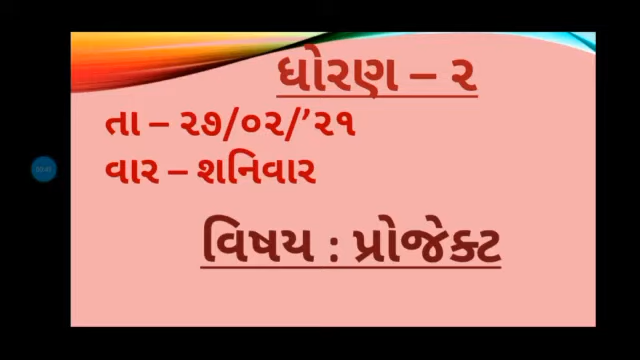 ધોરણ – ૨
તા – ૨૭/૦૨/’૨૧
વાર – શનિવાર
વિષય : પ્રોજેક્ટ